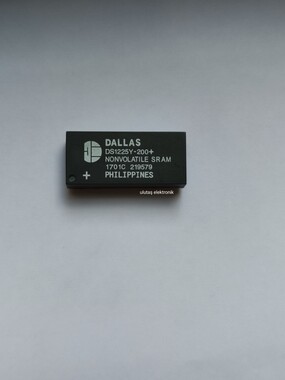 DALLAS
DS1225Y-200+
NONVOLATILE SRAM
1701C 219579
+ PHILIPPINES
ulutaş elektronik